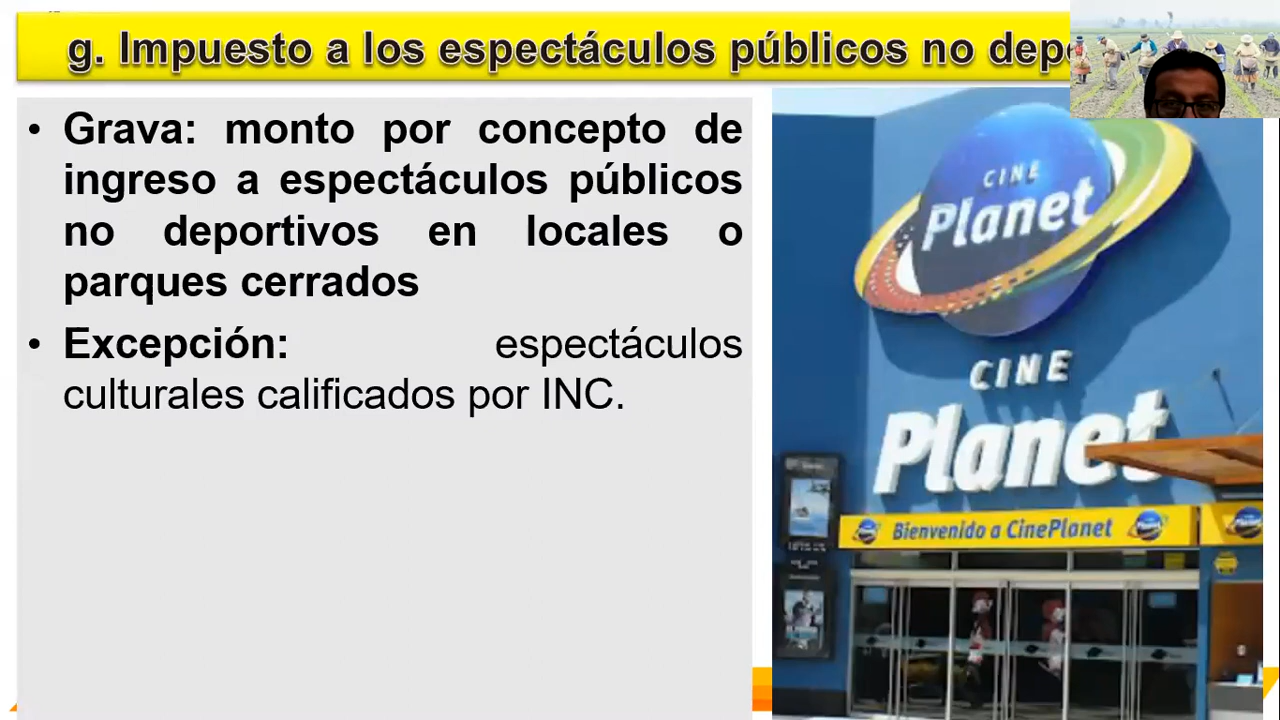 g. Impuesto a los espectáculos públicos no depo
• Grava: monto por concepto de
ingreso a espectáculos públicos
no deportivos en locales o
parques cerrados
• Excepción: espectáculos
culturales calificados por INC.
CINE
Planet
CINE
Planet
Bienvenido a CinePlanet